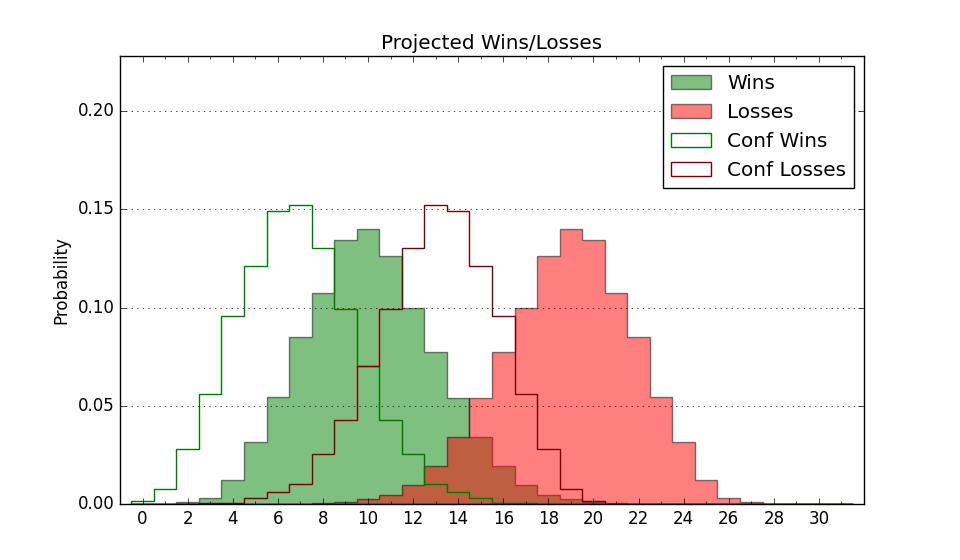 Projected Wins/Losses
Wins
Losses
Conf Wins
Conf Losses
Probability
0.20
0.15
0.10
0.05
0.00
0 2 4 6 8 10 12 14 16 18 20 22 24 26 28 30